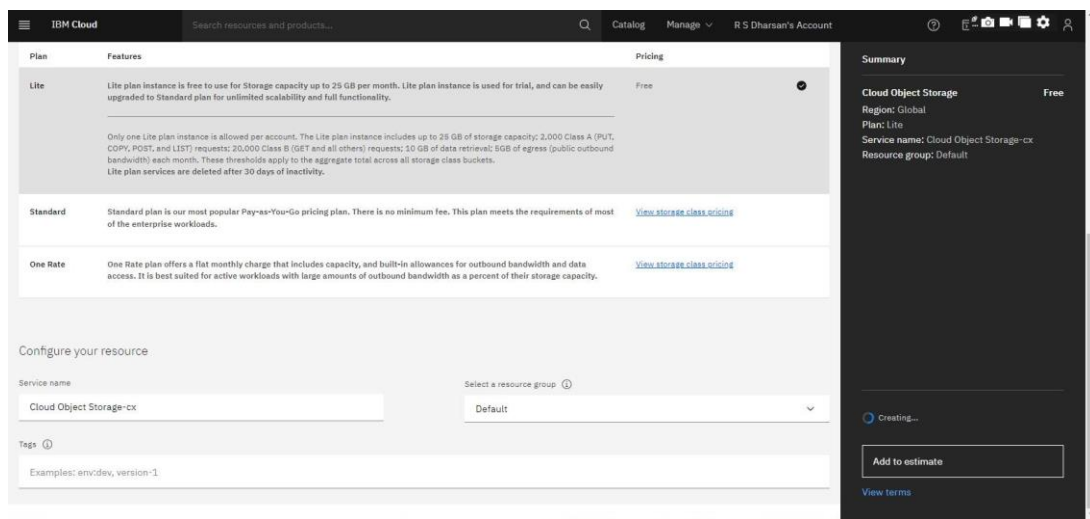 IBM Cloud
Search resources and products...
Catalog
Manage
R S Dharsan's Account
Plan
Features
Pricing
Lite
Lite plan instance is free to use for Storage capacity up to 25 GB per month. Lite plan instance is used for trial, and can be easily
upgraded to Standard plan for unlimited scalability and full functionality.
Free
Only one Lite plan instance is allowed per account. The Lite plan instance includes up to 25 GB of storage capacity; 2,000 Class A (PUT,
COPY, POST, and LIST) requests; 20,000 Class B (GET and all others) requests; 10 GB of data retrieval; 5GB of egress (public outbound
bandwidth) each month. These thresholds apply to the aggregate total across all storage class buckets.
Lite plan services are deleted after 30 days of inactivity.
Standard
Standard plan is our most popular Pay-as-You-Go pricing plan. There is no minimum fee. This plan meets the requirements of most
of the enterprise workloads.
View storage class pricing
One Rate
One Rate plan offers a flat monthly charge that includes capacity, and built-in allowances for outbound bandwidth and data
access. It is best suited for active workloads with large amounts of outbound bandwidth as a percent of their storage capacity.
View storage class pricing
Configure your resource
Service name
Cloud Object Storage-cx
Select a resource group
Default
Tags
Examples: env:dev, version-1
Summary
Cloud Object Storage
Free
Region: Global
Plan: Lite
Service name: Cloud Object Storage-cx
Resource group: Default
Creating...
Add to estimate
View terms